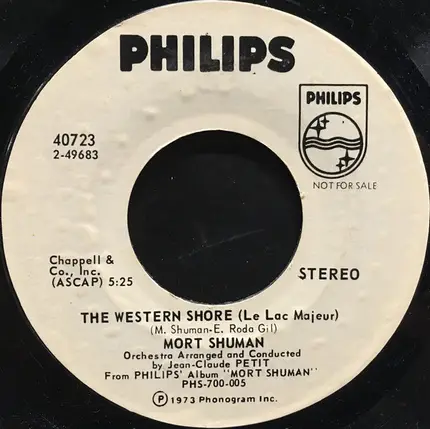 PHILIPS
40723
2-49683
PHILIPS
NOT FOR SALE
Chappell &
Co., Inc.
(ASCAP) 5:25
STEREO
THE WESTERN SHORE (Le Lac Majeur)
(M. Shuman-E. Roda Gil)
MORT SHUMAN
Orchestra Arranged and Conducted
by Jean-Claude PETIT
From PHILIPS' Album "MORT SHUMAN"
PHS-700-005
Ⓟ 1973 Phonogram Inc.